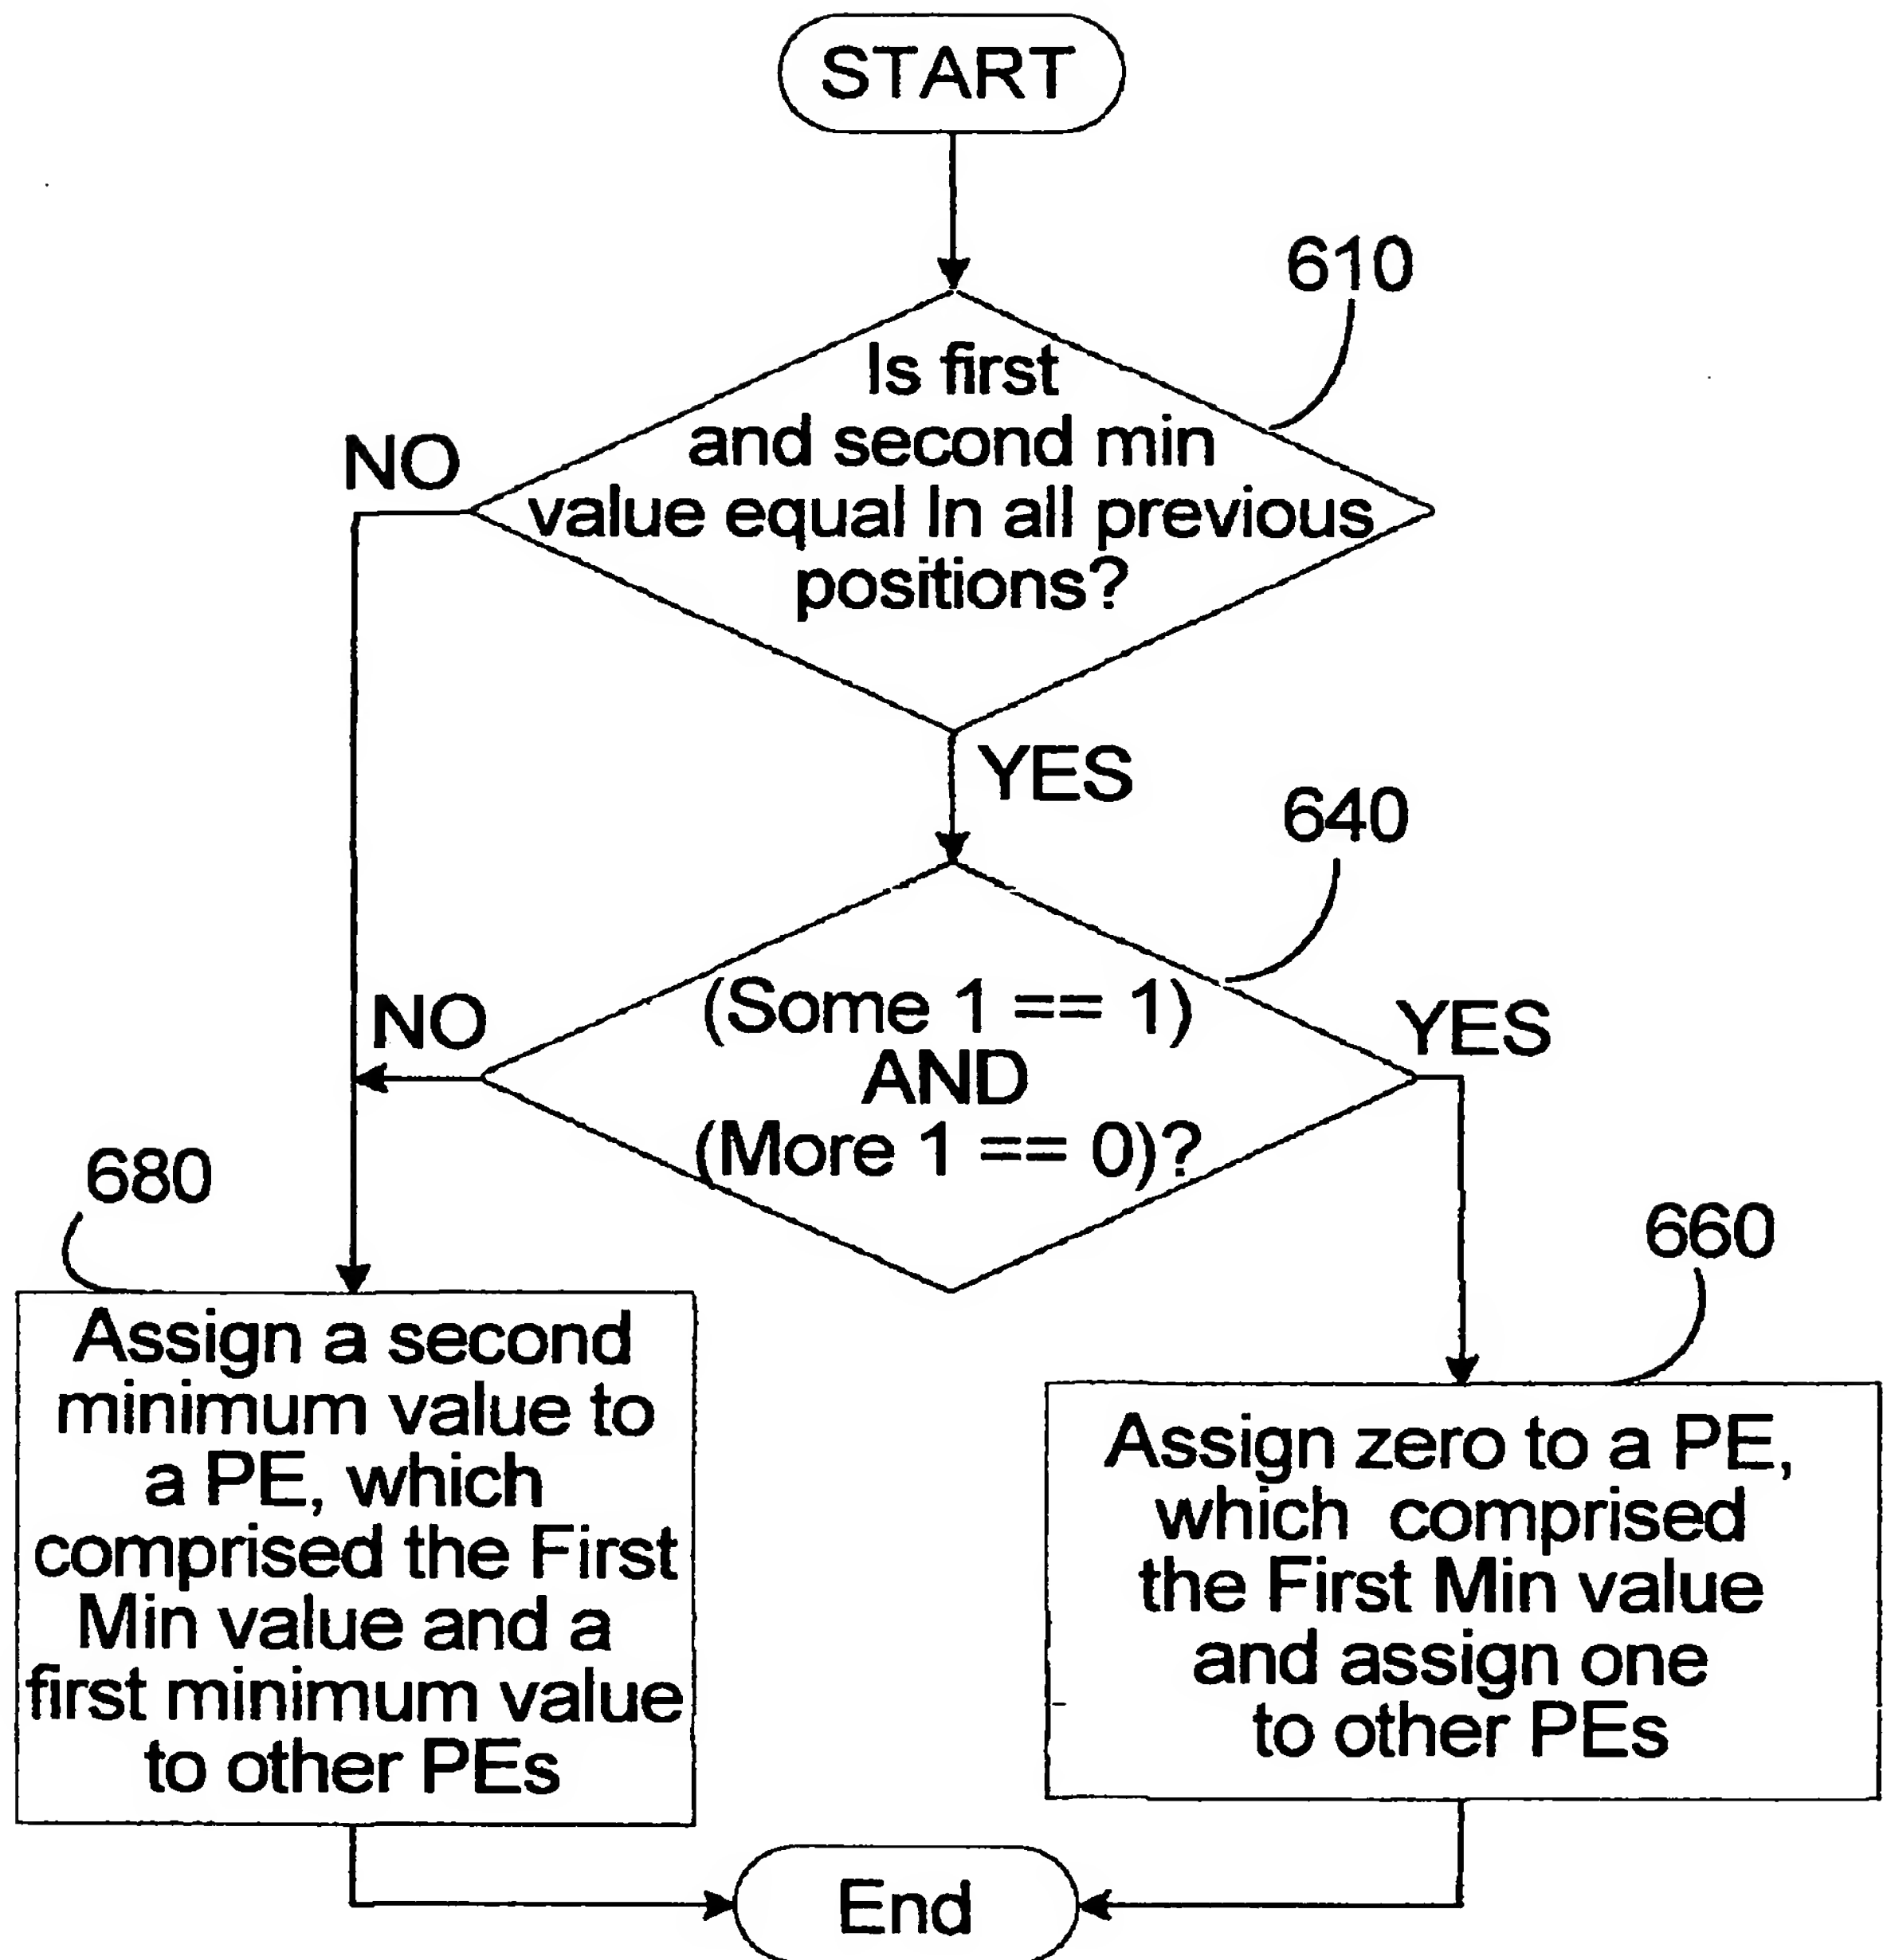 START
610
Is first
and second min
value equal In all previous
positions?
NO
YES
640
(Some 1 == 1)
AND
(More 1 == 0)?
NO
YES
680
660
Assign a second
minimum value to
a PE, which
comprised the First
Min value and a
first minimum value
to other PEs
Assign zero to a PE,
which comprised
the First Min value
and assign one
to other PEs
End